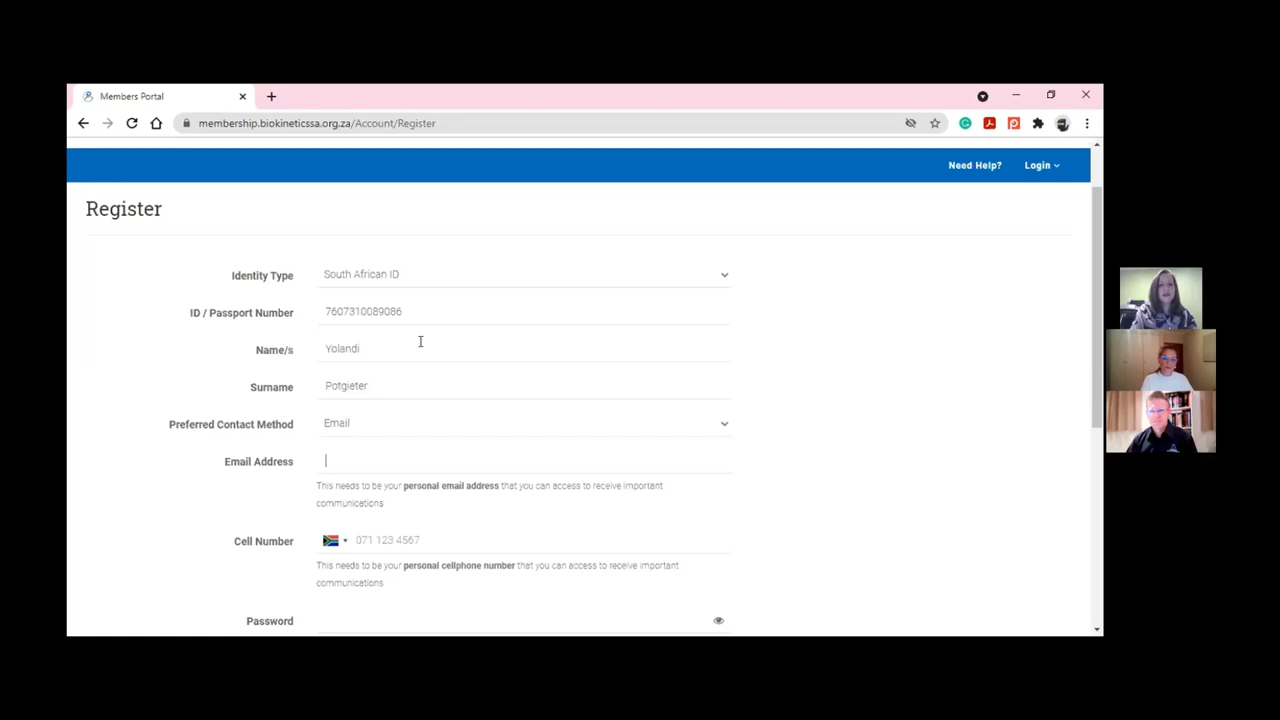 Members Portal
membership.biokineticssa.org.za/Account/Register
Need Help? Login
Register
Identity Type South African ID
ID / Passport Number 7607310089086
Name/s Yolandi
Surname Potgieter
Preferred Contact Method Email
Email Address
This needs to be your personal email address that you can access to receive important
communications
Cell Number 071 123 4567
This needs to be your personal cellphone number that you can access to receive important
communications
Password